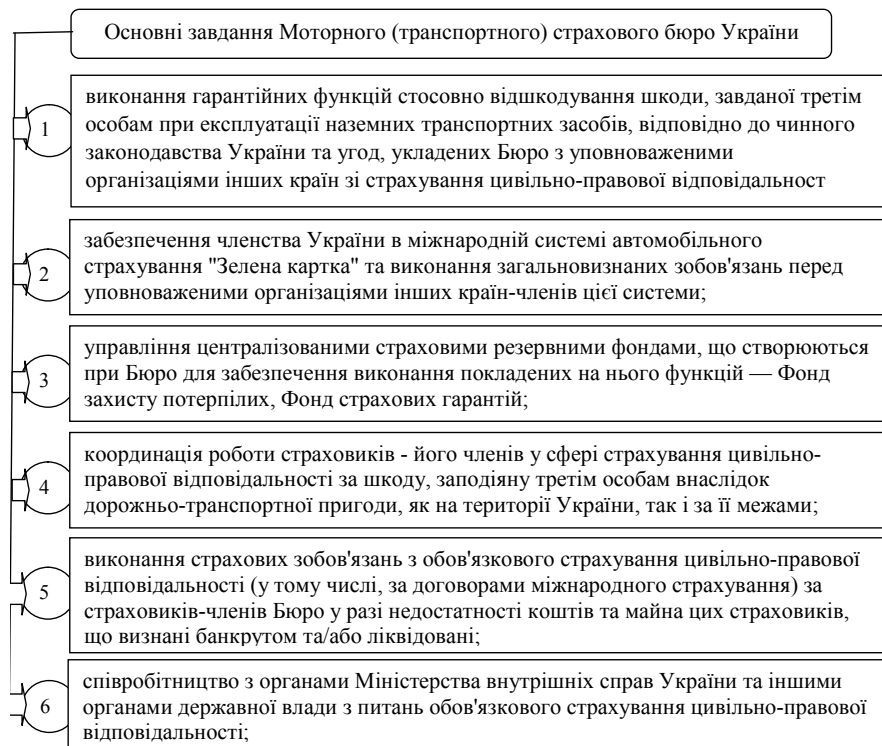 Основні завдання Моторного (транспортного) страхового бюро України
1
виконання гарантійних функцій стосовно відшкодування шкоди, завданої третім
особам при експлуатації наземних транспортних засобів, відповідно до чинного
законодавства України та угод, укладених Бюро з уповноваженими
організаціями інших країн зі страхування цивільно-правової відповідальност
2
забезпечення членства України в міжнародній системі автомобільного
страхування "Зелена картка" та виконання загальновизнаних зобов'язань перед
уповноваженими організаціями інших країн-членів цієї системи;
3
управління централізованими страховими резервними фондами, що створюються
при Бюро для забезпечення виконання покладених на нього функцій — Фонд
захисту потерпілих, Фонд страхових гарантій;
4
координація роботи страховиків - його членів у сфері страхування цивільно-
правової відповідальності за шкоду, заподіяну третім особам внаслідок
дорожньо-транспортної пригоди, як на території України, так і за її межами;
5
виконання страхових зобов'язань з обов'язкового страхування цивільно-правової
відповідальності (у тому числі, за договорами міжнародного страхування) за
страховиків-членів Бюро у разі недостатності коштів та майна цих страховиків,
що визнані банкрутом та/або ліквідовані;
6
співробітництво з органами Міністерства внутрішніх справ України та іншими
органами державної влади з питань обов'язкового страхування цивільно-правової
відповідальності;